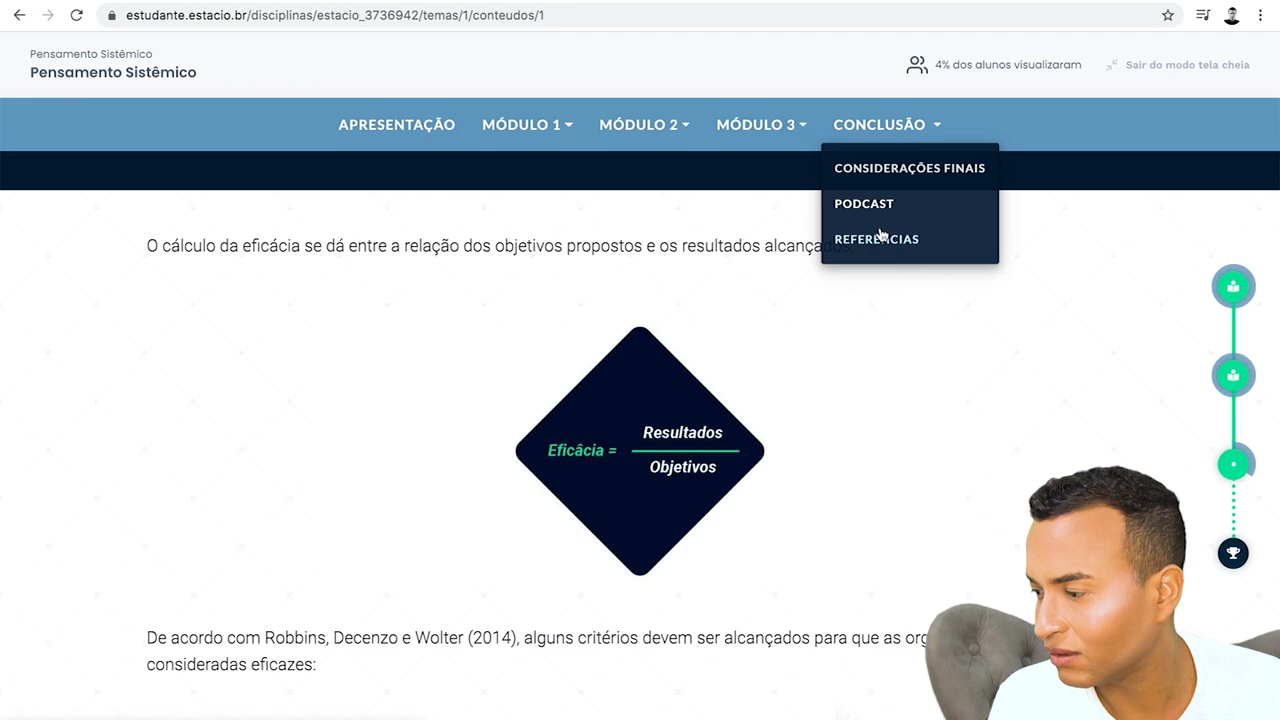 estudante.estacio.br/disciplinas/estacio_3736942/temas/1/conteudos/1
Pensamento Sistêmico
Pensamento Sistêmico
4% dos alunos visualizaram
Sair do modo tela cheia
APRESENTAÇÃO
MÓDULO 1
MÓDULO 2
MÓDULO 3
CONCLUSÃO
CONSIDERAÇÕES FINAIS
PODCAST
REFERÊNCIAS
O cálculo da eficácia se dá entre a relação dos objetivos propostos e os resultados alcançados
Eficâcia =
Resultados
Objetivos
De acordo com Robbins, Decenzo e Wolter (2014), alguns critérios devem ser alcançados para que as org
consideradas eficazes: